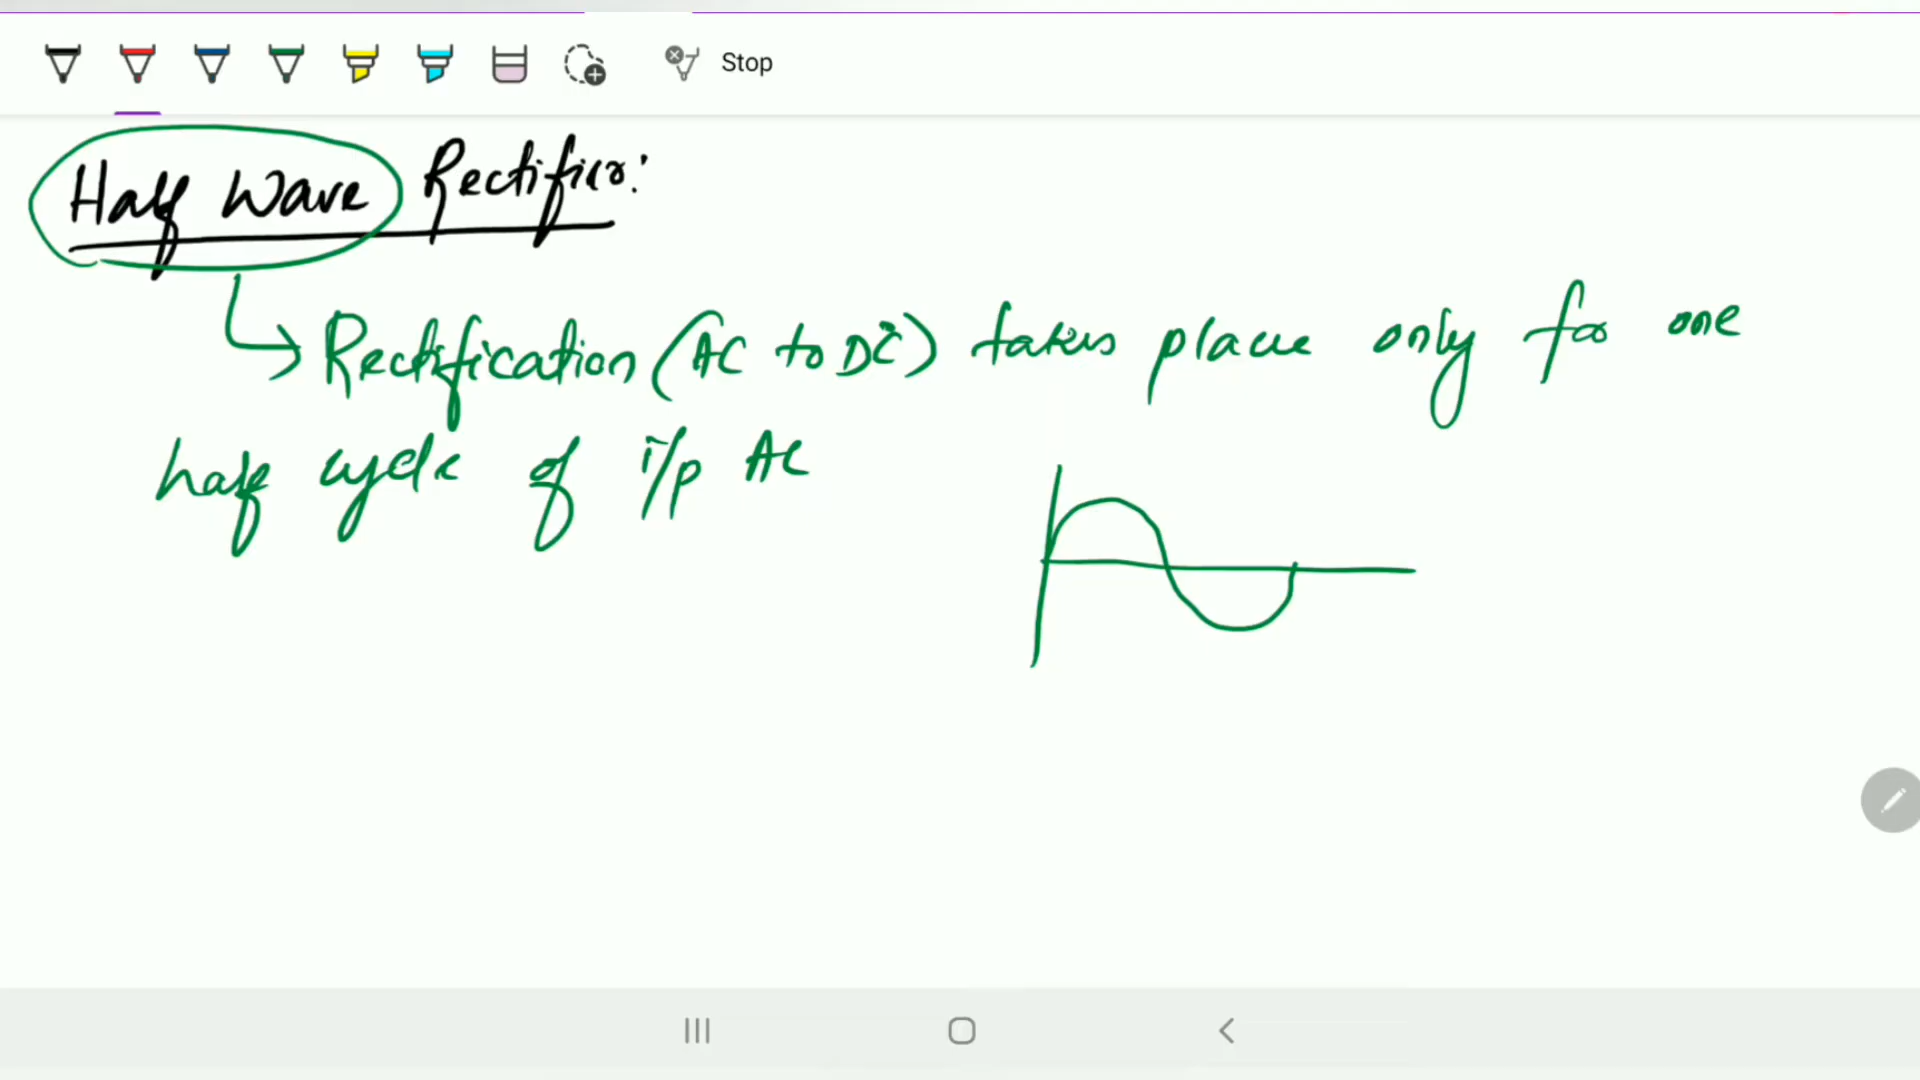 Stop
Half Wave Rectifier:
Rectification (AC to DC) takes place only for one
half cycle of i/p AC